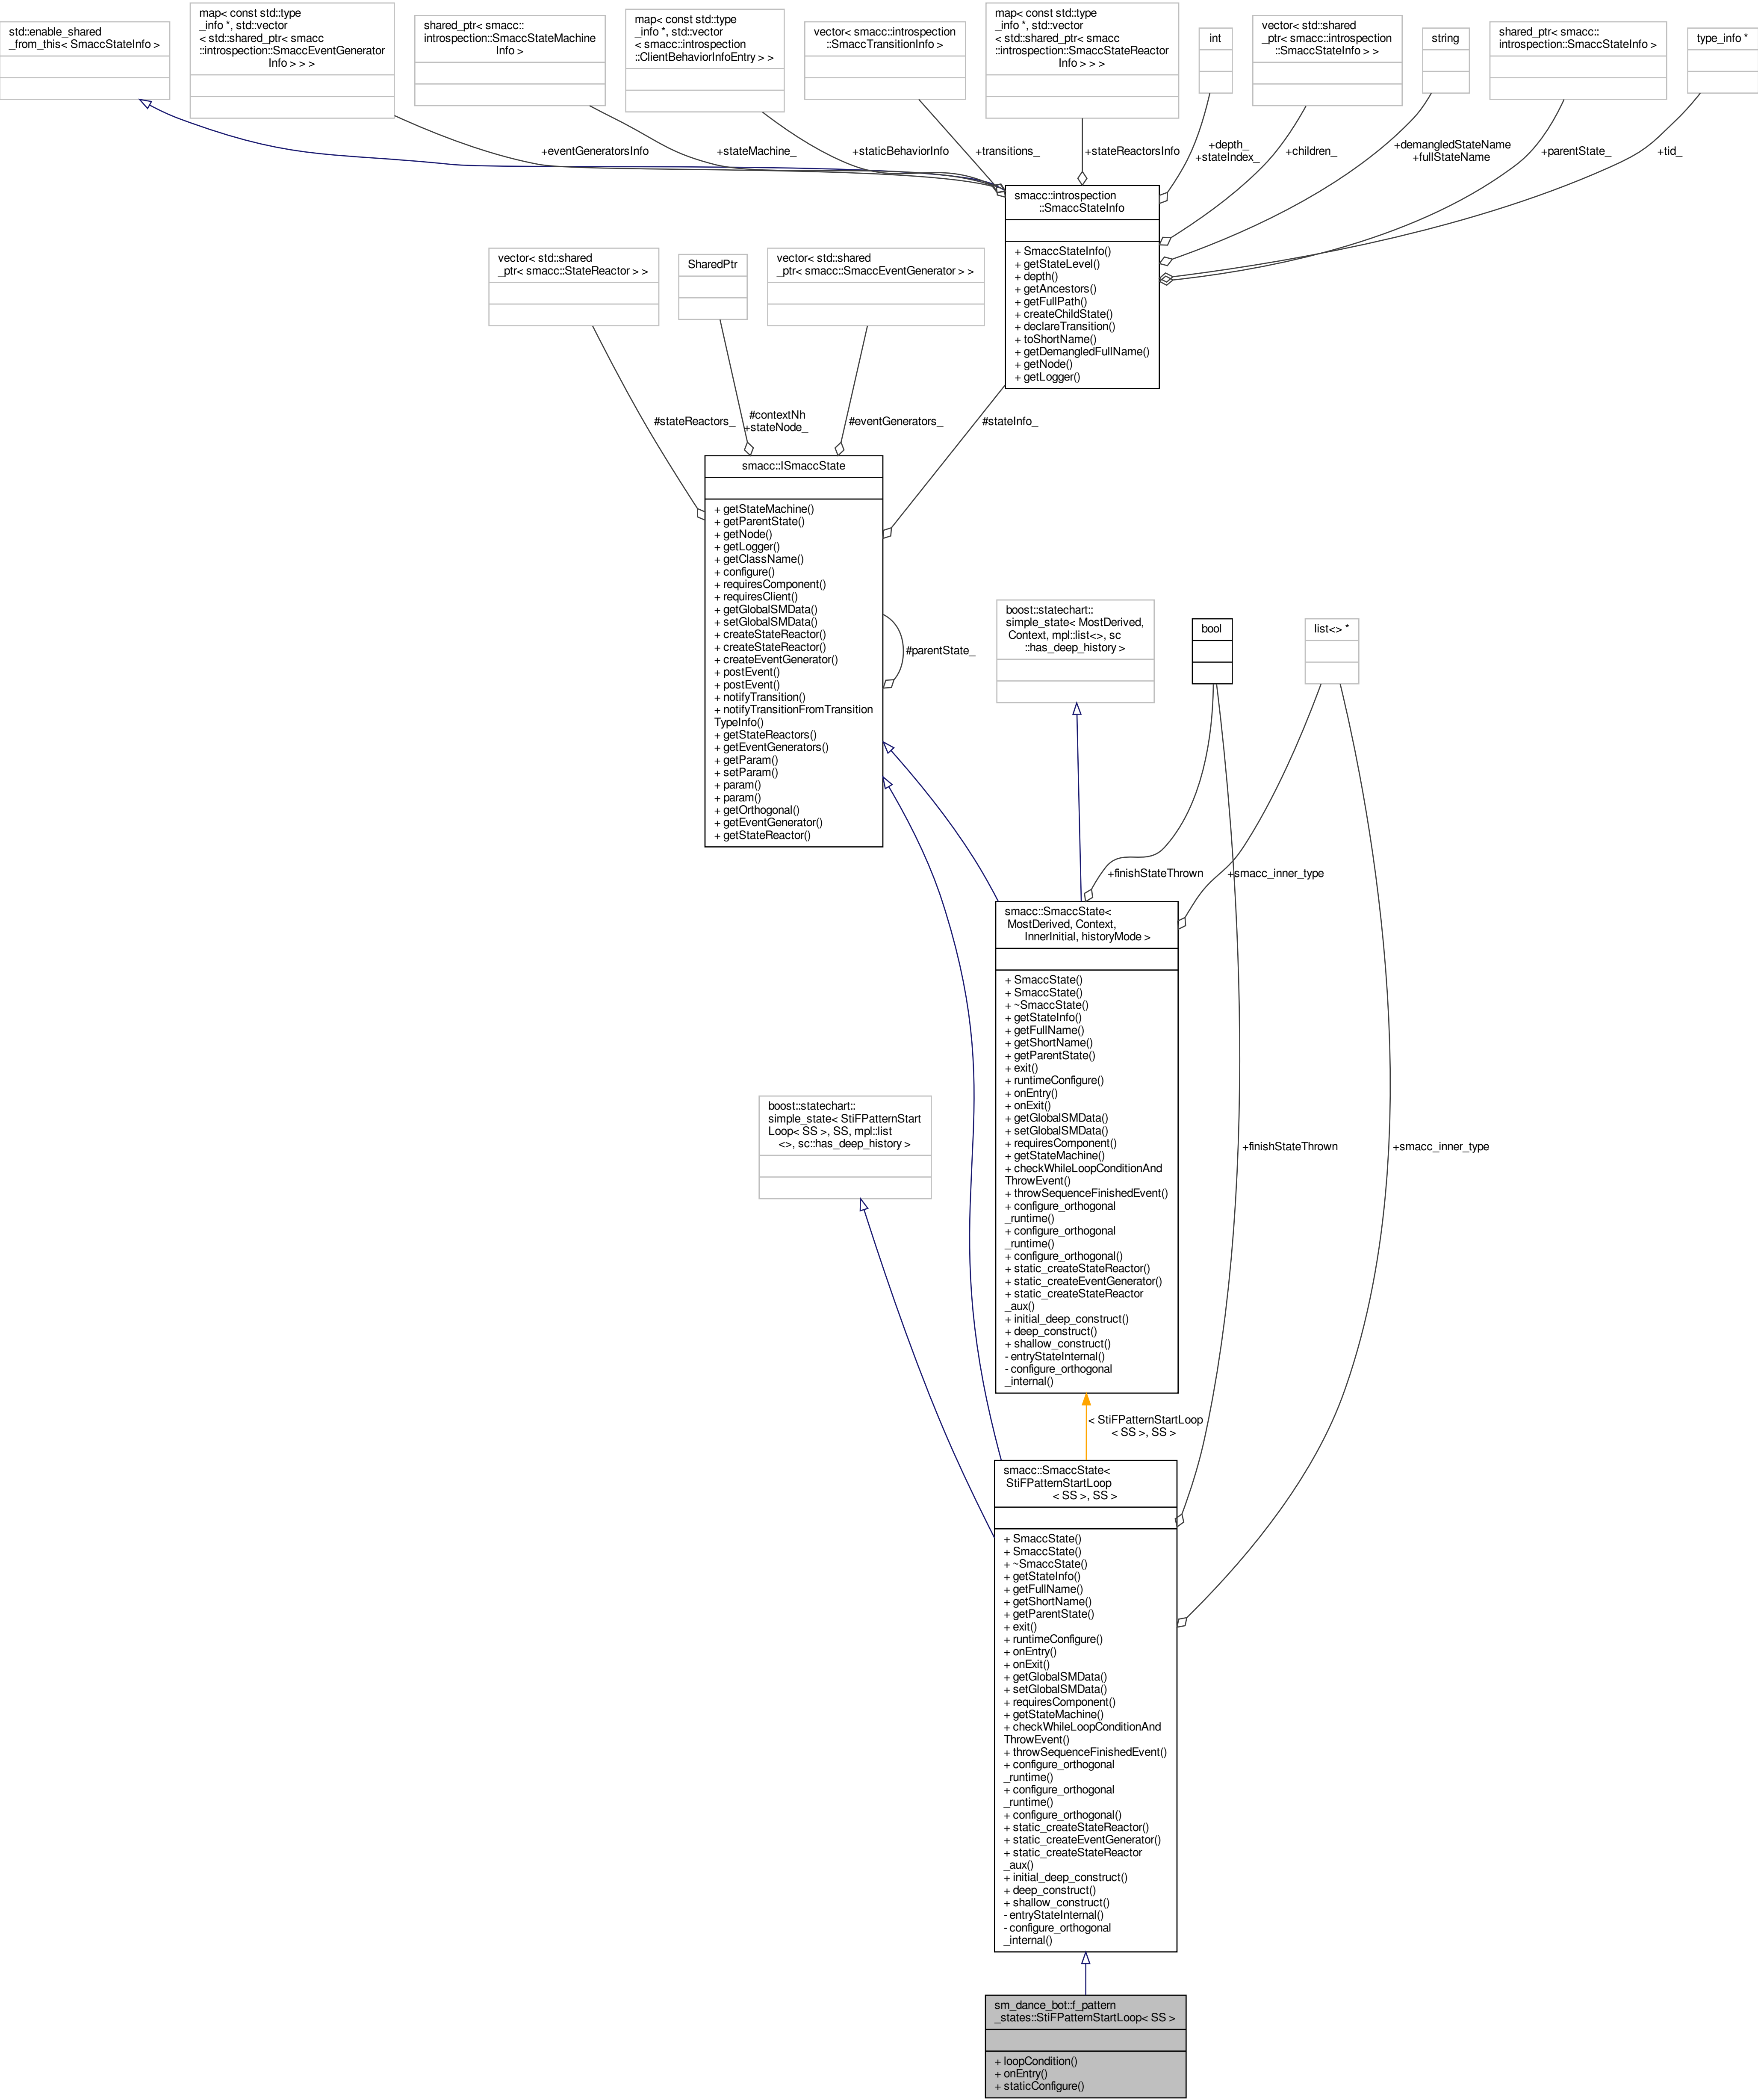 std::enable_shared
_from_this< SmaccStateInfo >
map< const std::type
_info *, std::vector
< std::shared_ptr< smacc
::introspection::SmaccEventGenerator
Info > > >
shared_ptr< smacc::
introspection::SmaccStateMachine
Info >
map< const std::type
_info *, std::vector
< smacc::introspection
::ClientBehaviorInfoEntry > >
vector< smacc::introspection
::SmaccTransitionInfo >
map< const std::type
_info *, std::vector
< std::shared_ptr< smacc
::introspection::SmaccStateReactor
Info > > >
int
vector< std::shared
_ptr< smacc::introspection
::SmaccStateInfo > >
string
shared_ptr< smacc::
introspection::SmaccStateInfo >
type_info *
+eventGeneratorsInfo
+stateMachine_
+staticBehaviorInfo
+transitions_
+stateReactorsInfo
+depth_
+stateIndex_
+children_
+demangledStateName
+fullStateName
+parentState_
+tid_
smacc::introspection
::SmaccStateInfo
+ SmaccStateInfo()
+ getStateLevel()
+ depth()
+ getAncestors()
+ getFullPath()
+ createChildState()
+ declareTransition()
+ toShortName()
+ getDemangledFullName()
+ getNode()
+ getLogger()
vector< std::shared
_ptr< smacc::StateReactor > >
SharedPtr
vector< std::shared
_ptr< smacc::SmaccEventGenerator > >
#stateReactors_
#contextNh
+stateNode_
#eventGenerators_
#stateInfo_
smacc::ISmaccState
+ getStateMachine()
+ getParentState()
+ getNode()
+ getLogger()
+ getClassName()
+ configure()
+ requiresComponent()
+ requiresClient()
+ getGlobalSMData()
+ setGlobalSMData()
+ createStateReactor()
+ createStateReactor()
+ createEventGenerator()
+ postEvent()
+ postEvent()
+ notifyTransition()
+ notifyTransitionFromTransition
TypeInfo()
+ getStateReactors()
+ getEventGenerators()
+ getParam()
+ setParam()
+ param()
+ param()
+ getOrthogonal()
+ getEventGenerator()
+ getStateReactor()
#parentState_
boost::statechart::
simple_state< MostDerived,
Context, mpl::list<>, sc
::has_deep_history >
bool
list<> *
+finishStateThrown
+smacc_inner_type
smacc::SmaccState<
MostDerived, Context,
InnerInitial, historyMode >
+ SmaccState()
+ SmaccState()
+ ~SmaccState()
+ getStateInfo()
+ getFullName()
+ getShortName()
+ getParentState()
+ exit()
+ runtimeConfigure()
+ onEntry()
+ onExit()
+ getGlobalSMData()
+ setGlobalSMData()
+ requiresComponent()
+ getStateMachine()
+ checkWhileLoopConditionAnd
ThrowEvent()
+ throwSequenceFinishedEvent()
+ configure_orthogonal
_runtime()
+ configure_orthogonal
_runtime()
+ configure_orthogonal()
+ static_createStateReactor()
+ static_createEventGenerator()
+ static_createStateReactor
_aux()
+ initial_deep_construct()
+ deep_construct()
+ shallow_construct()
- entryStateInternal()
- configure_orthogonal
_internal()
boost::statechart::
simple_state< StiFPatternStart
Loop< SS >, SS, mpl::list
<>, sc::has_deep_history >
+finishStateThrown
+smacc_inner_type
< StiFPatternStartLoop
< SS >, SS >
smacc::SmaccState<
StiFPatternStartLoop
< SS >, SS >
+ SmaccState()
+ SmaccState()
+ ~SmaccState()
+ getStateInfo()
+ getFullName()
+ getShortName()
+ getParentState()
+ exit()
+ runtimeConfigure()
+ onEntry()
+ onExit()
+ getGlobalSMData()
+ setGlobalSMData()
+ requiresComponent()
+ getStateMachine()
+ checkWhileLoopConditionAnd
ThrowEvent()
+ throwSequenceFinishedEvent()
+ configure_orthogonal
_runtime()
+ configure_orthogonal
_runtime()
+ configure_orthogonal()
+ static_createStateReactor()
+ static_createEventGenerator()
+ static_createStateReactor
_aux()
+ initial_deep_construct()
+ deep_construct()
+ shallow_construct()
- entryStateInternal()
- configure_orthogonal
_internal()
sm_dance_bot::f_pattern
_states::StiFPatternStartLoop< SS >
+ loopCondition()
+ onEntry()
+ staticConfigure()